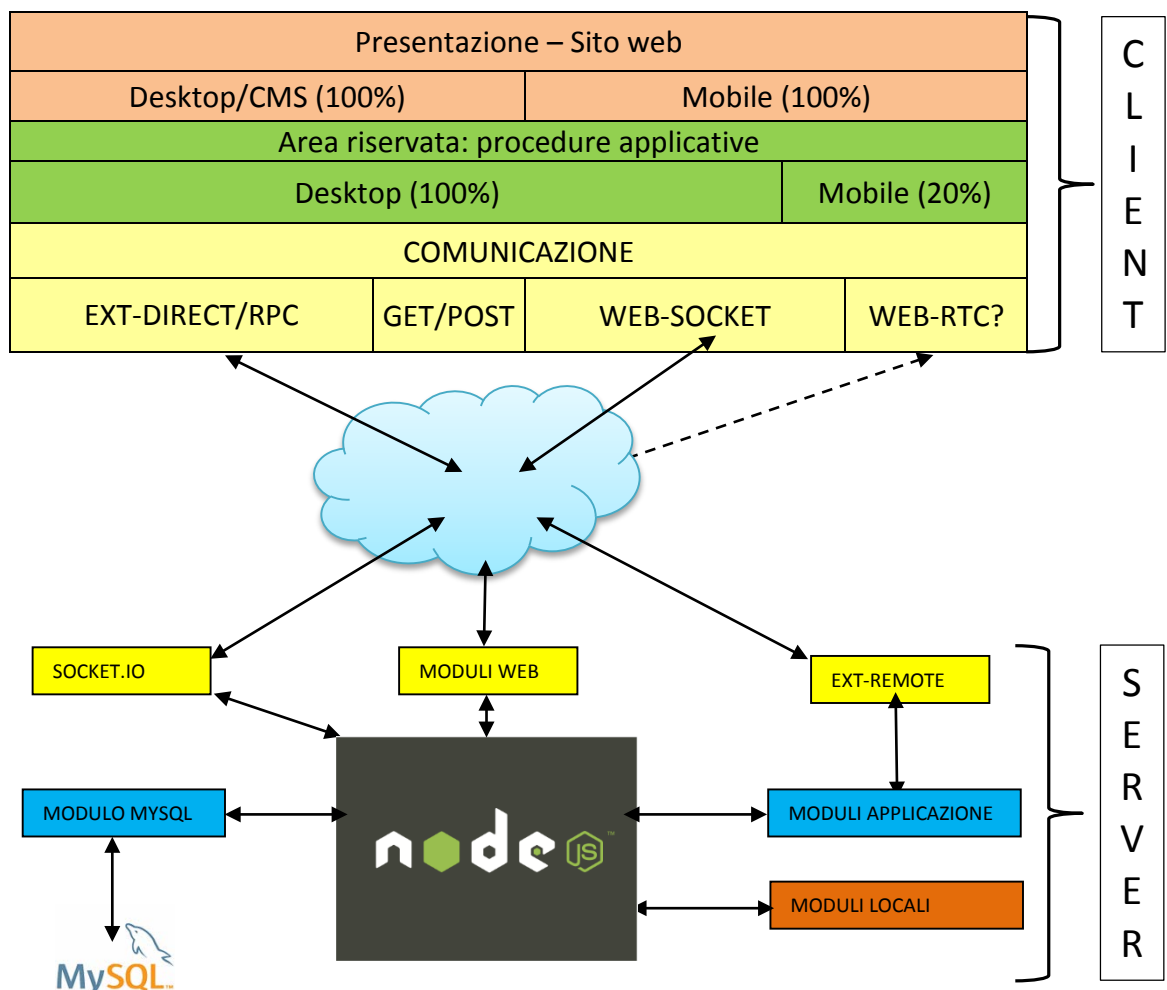 Presentazione – Sito web
Desktop/CMS (100%)
Mobile (100%)
Area riservata: procedure applicative
Desktop (100%)
Mobile (20%)
COMUNICAZIONE
EXT-DIRECT/RPC
GET/POST
WEB-SOCKET
WEB-RTC?
C
L
I
E
N
T
SOCKET.IO
MODULI WEB
EXT-REMOTE
MODULO MYSQL
node JS™
MODULI APPLICAZIONE
MODULI LOCALI
MySQL™
S
E
R
V
E
R